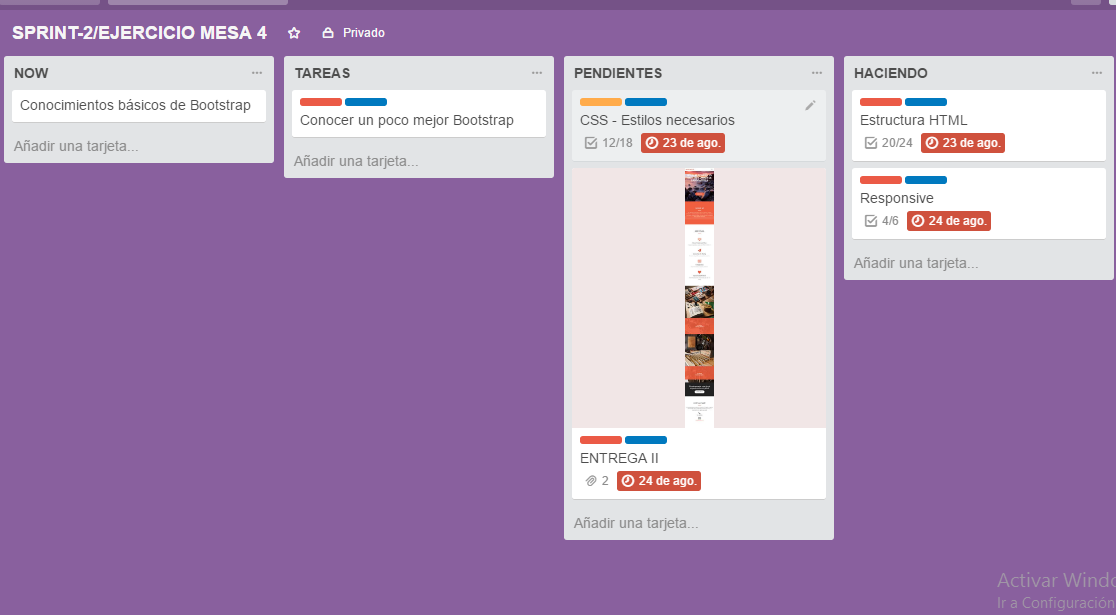 SPRINT-2/EJERCICIO MESA 4
Privado
NOW
Conocimientos básicos de Bootstrap
Añadir una tarjeta...
TAREAS
Conocer un poco mejor Bootstrap
Añadir una tarjeta...
PENDIENTES
CSS - Estilos necesarios
12/18 23 de ago.
ENTREGA II
2 24 de ago.
Añadir una tarjeta...
HACIENDO
Estructura HTML
20/24 23 de ago.
Responsive
4/6 24 de ago.
Añadir una tarjeta...
Activar Windo
Ir a Configuración